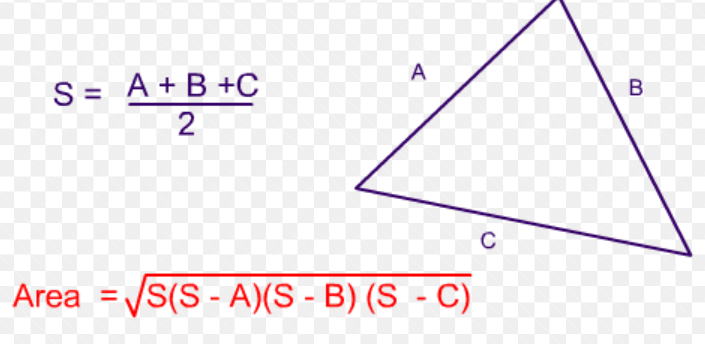 A
B
S = A + B +C
2
C
Area = √S(S - A)(S - B) (S - C)